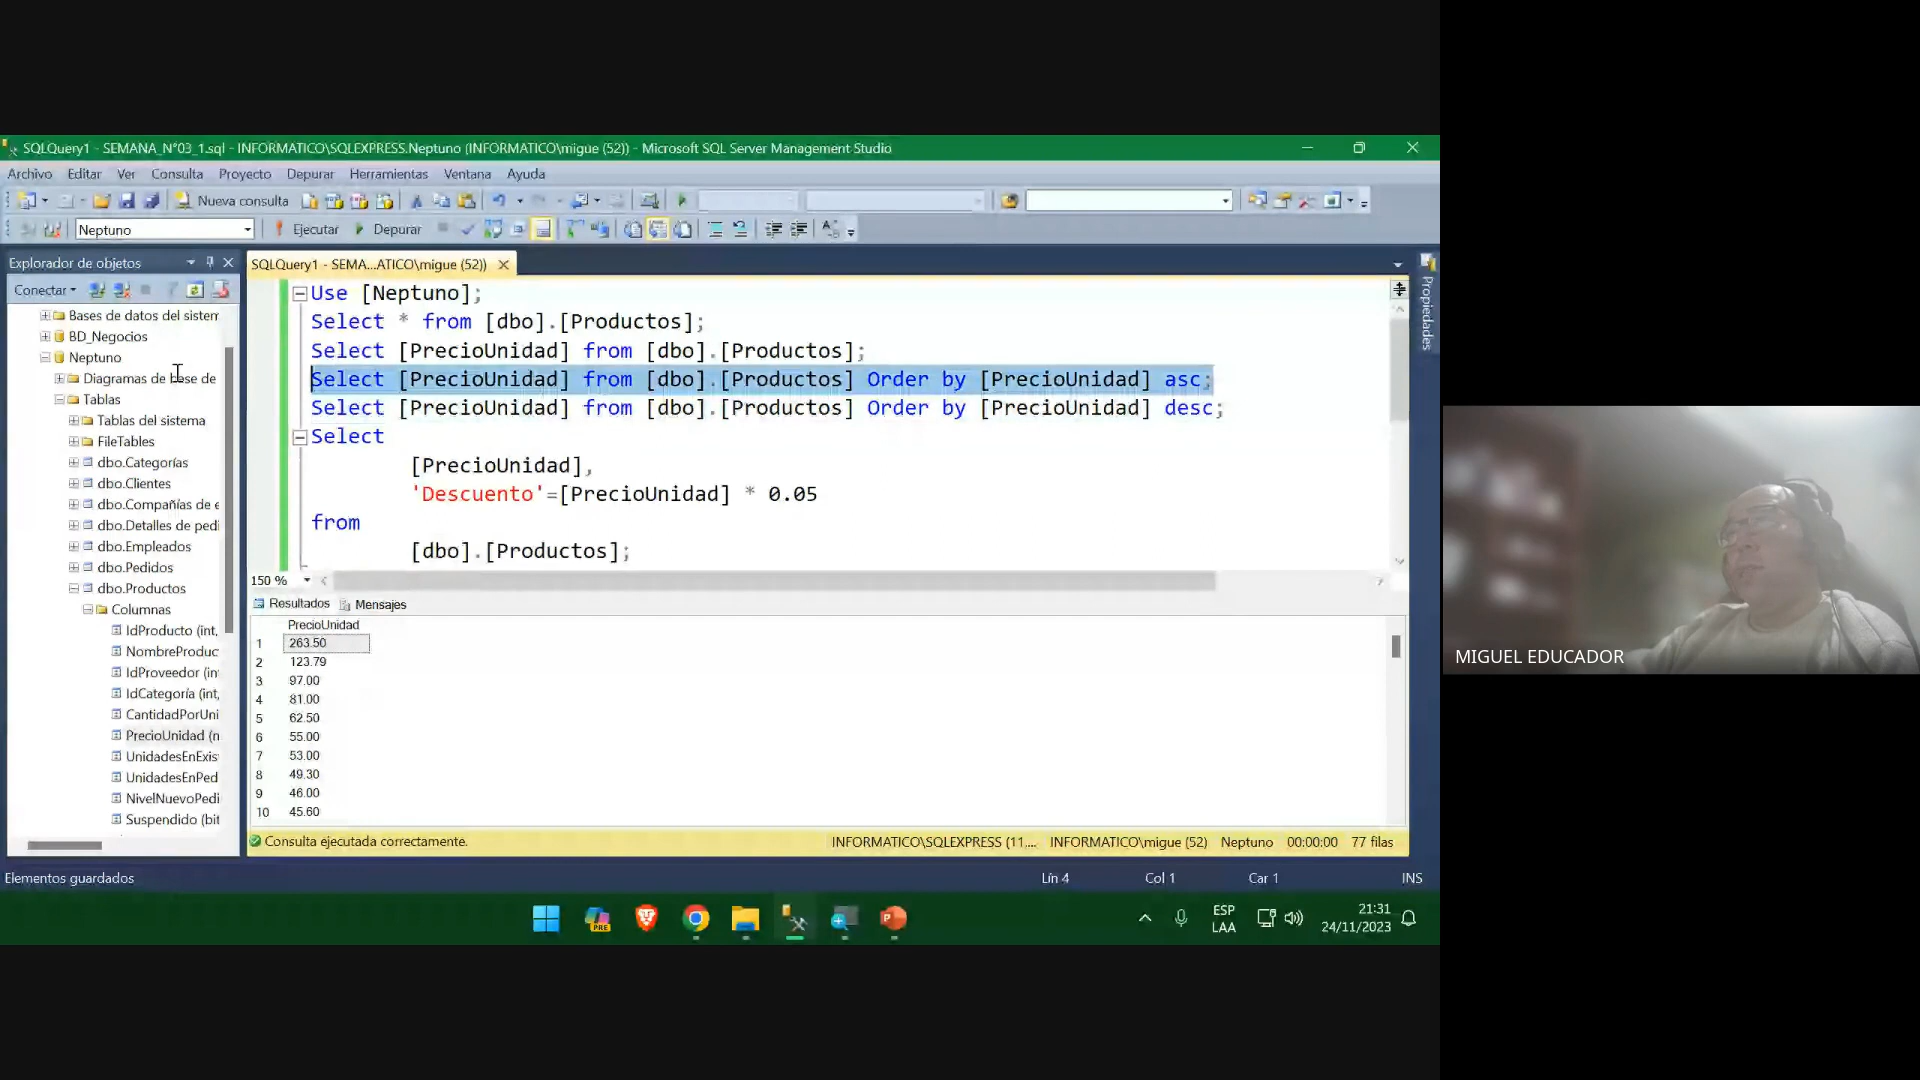 SQLQuery1 - SEMANA_N°03_1.sql - INFORMATICO\SQLEXPRESS.Neptuno (INFORMATICO\migue (52)) - Microsoft SQL Server Management Studio
Archivo Editar Ver Consulta Proyecto Depurar Herramientas Ventana Ayuda
Nueva consulta
Neptuno Ejecutar Depurar
Explorador de objetos
Conectar
Bases de datos del sistem
BD_Negocios
Neptuno
Diagramas de base de
Tablas
Tablas del sistema
FileTables
dbo.Categorías
dbo.Clientes
dbo.Compañías de e
dbo.Detalles de pedi
dbo.Empleados
dbo.Pedidos
dbo.Productos
Columnas
IdProducto (int,
NombreProduc
IdProveedor (in
IdCategoría (int,
CantidadPorUni
PrecioUnidad (n
UnidadesEnExis
UnidadesEnPed
NivelNuevoPedi
Suspendido (bit
SQLQuery1 - SEMA...ATICO\migue (52))
Use [Neptuno];
Select * from [dbo].[Productos];
Select [PrecioUnidad] from [dbo].[Productos];
Select [PrecioUnidad] from [dbo].[Productos] Order by [PrecioUnidad] asc;
Select [PrecioUnidad] from [dbo].[Productos] Order by [PrecioUnidad] desc;
Select
[PrecioUnidad],
'Descuento'=[PrecioUnidad] * 0.05
from
[dbo].[Productos];
150 %
Resultados Mensajes
PrecioUnidad
1 263.50
2 123.79
3 97.00
4 81.00
5 62.50
6 55.00
7 53.00
8 49.30
9 46.00
10 45.60
Consulta ejecutada correctamente. INFORMATICO\SQLEXPRESS (11.... INFORMATICO\migue (52) Neptuno 00:00:00 77 filas
Propiedades
Elementos guardados Lín 4 Col 1 Car 1 INS
PRE
ESP
LAA
21:31
24/11/2023
MIGUEL EDUCADOR